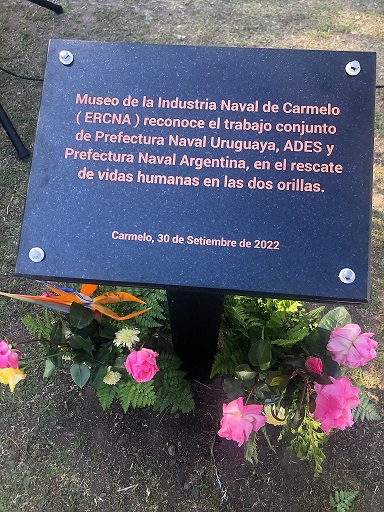 Museo de la Industria Naval de Carmelo
( ERCNA ) reconoce el trabajo conjunto
de Prefectura Naval Uruguaya, ADES y
Prefectura Naval Argentina, en el rescate
de vidas humanas en las dos orillas.
Carmelo, 30 de Setiembre de 2022